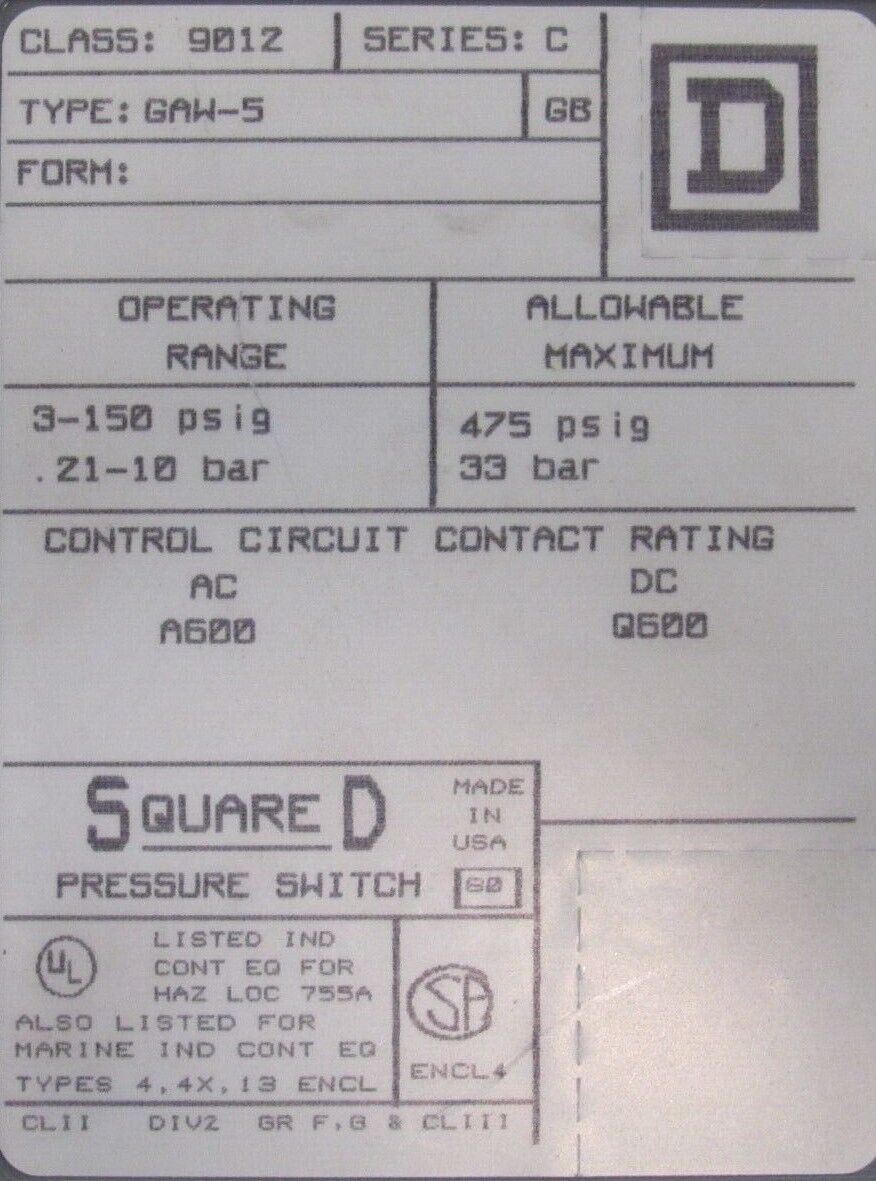 CLASS: 9012 SERIES: C
D
TYPE: GAW-5 GB
FORM:
OPERATING RANGE
ALLOWABLE MAXIMUM
3-150 psig
.21-10 bar
475 psig
33 bar
CONTROL CIRCUIT CONTACT RATING
AC DC
A600 Q600
SQUARE D
PRESSURE SWITCH
MADE
IN
USA
60
UL
LISTED IND
CONT EQ FOR
HAZ LOC 755A
ALSO LISTED FOR
MARINE IND CONT EQ
TYPES 4,4X,13 ENCL
SA
ENCL4
CLII DIV2 GR F,G & CLIII